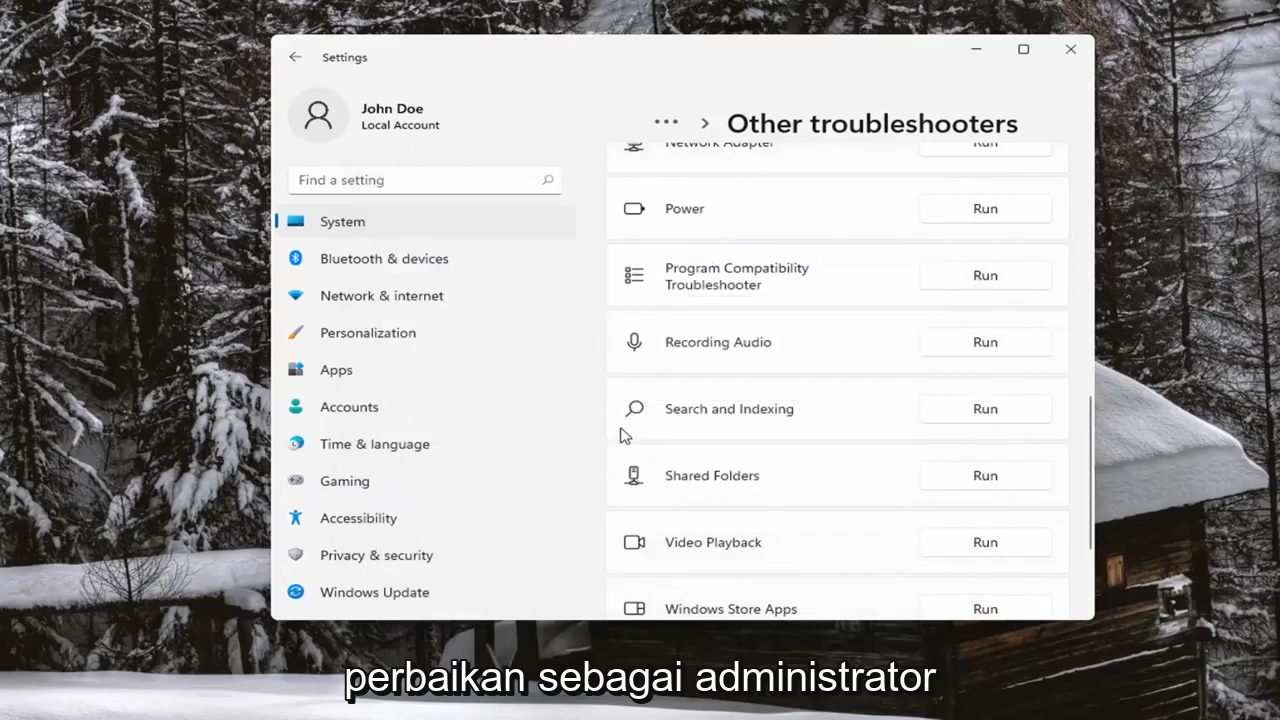 Settings
John Doe
Local Account
Find a setting
System
Bluetooth & devices
Network & internet
Personalization
Apps
Accounts
Time & language
Gaming
Accessibility
Privacy & security
Windows Update
Other troubleshooters
Network Adapter
Run
Power
Run
Program Compatibility
Troubleshooter
Run
Recording Audio
Run
Search and Indexing
Run
Shared Folders
Run
Video Playback
Run
Windows Store Apps
Run
perbaikan sebagai administrator